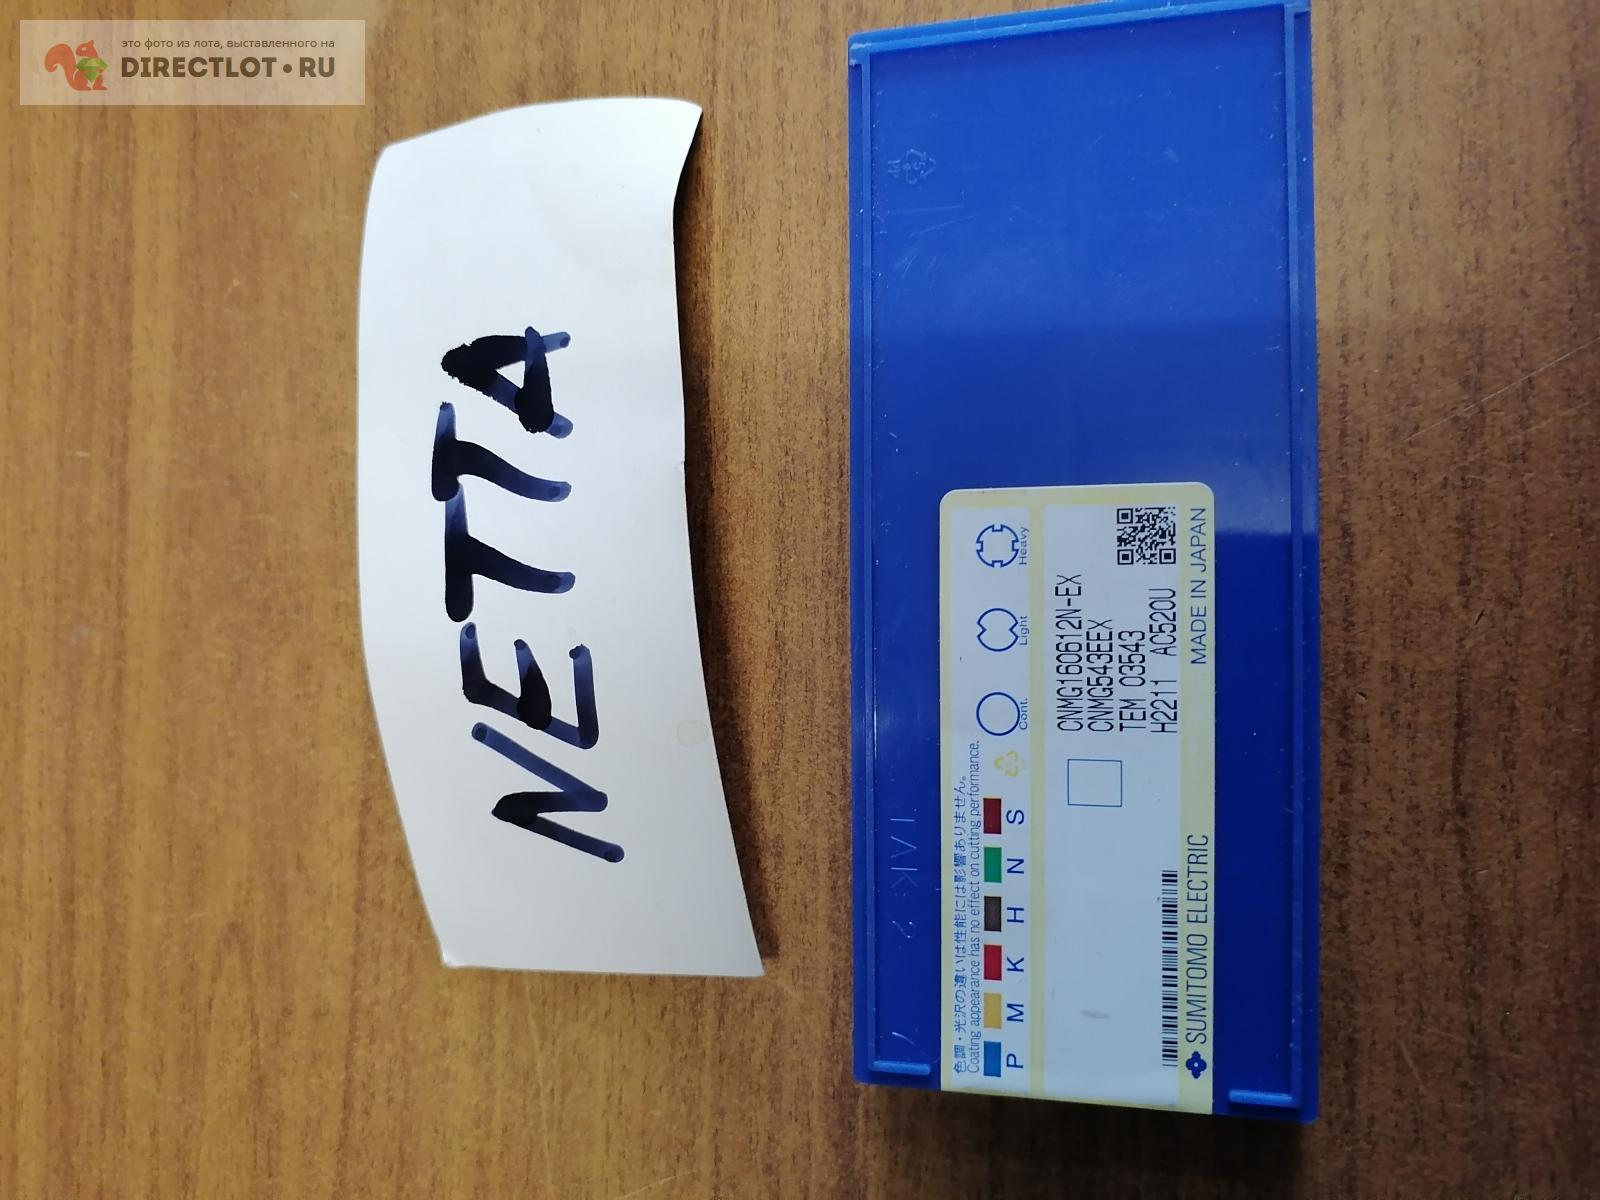 это фото из лота, выставленного на
DIRECTLOT•RU
NETTA
色調・光沢の違いは性能には影響ありません。
Coating appearance has no effect on cutting performance.
P M K H N S
Cont. Light Heavy
CNMG160612N-EX
CNMG543EEX
TEM 03543
H2211 AC520U
SUMITOMO ELECTRIC MADE IN JAPAN